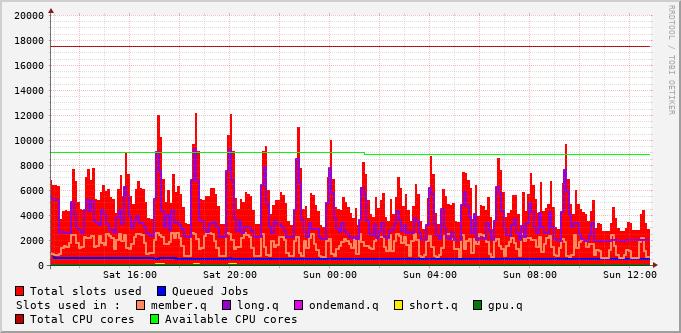 RRDTOOL / TOBI OETIKER
20000
18000
16000
14000
12000
10000
8000
6000
4000
2000
0
Sat 16:00 Sat 20:00 Sun 00:00 Sun 04:00 Sun 08:00 Sun 12:00
Total slots used Queued Jobs
Slots used in : member.q long.q ondemand.q short.q gpu.q
Total CPU cores Available CPU cores